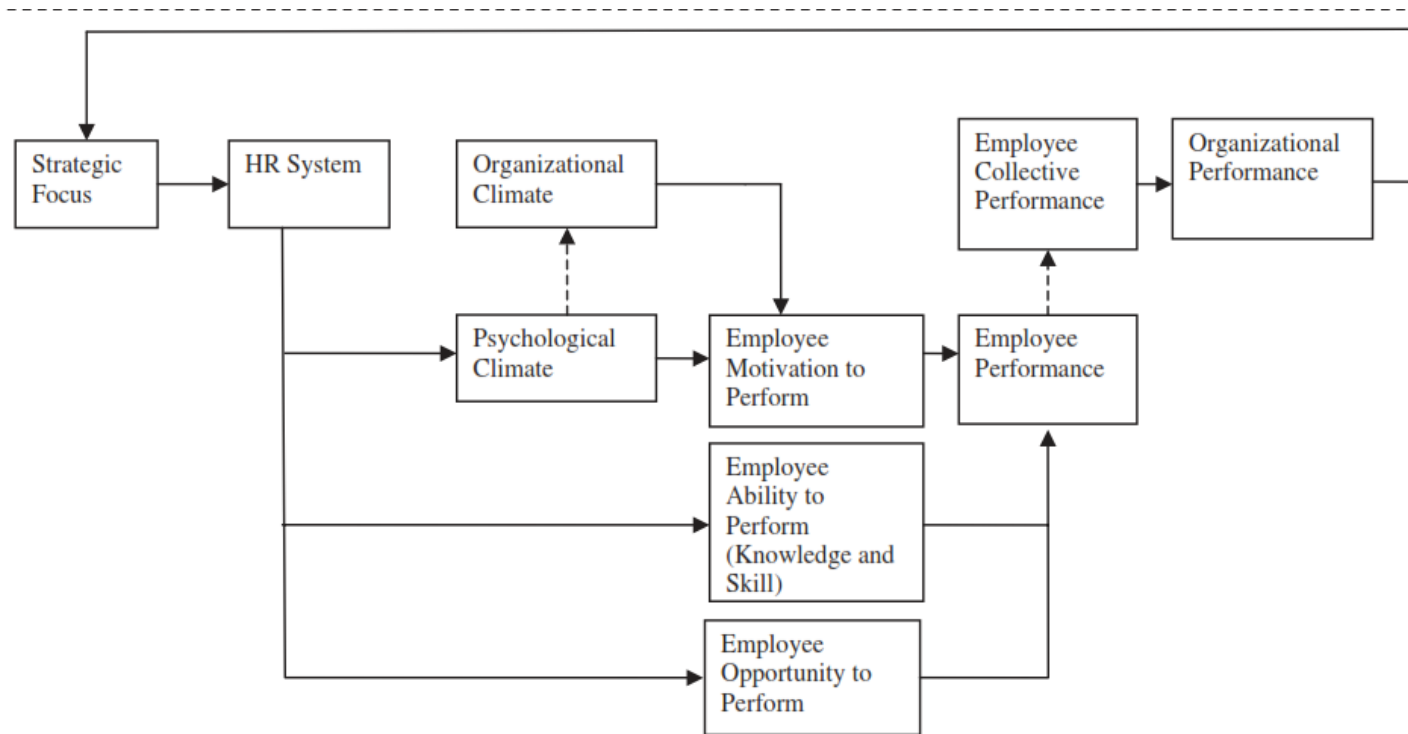 Strategic
Focus
HR System
Organizational
Climate
Employee
Collective
Performance
Organizational
Performance
Psychological
Climate
Employee
Motivation to
Perform
Employee
Performance
Employee
Ability to
Perform
(Knowledge and
Skill)
Employee
Opportunity to
Perform